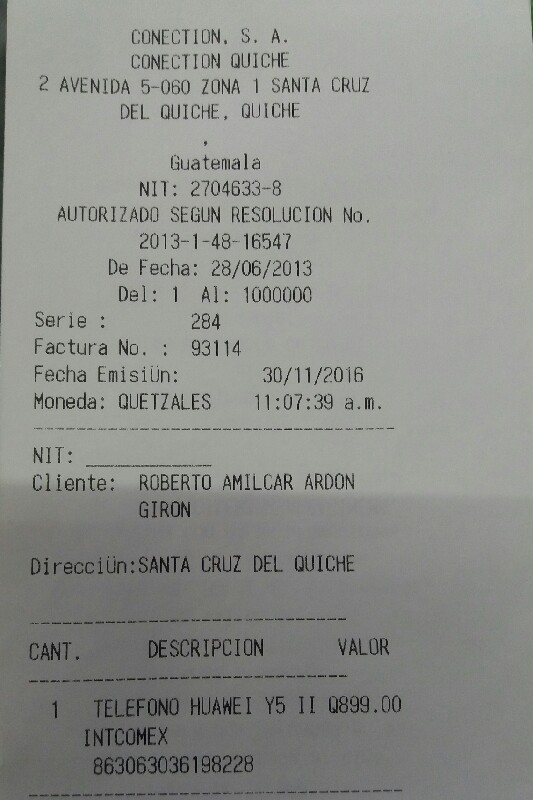 CONECTION, S. A.
CONECTION QUICHE
2 AVENIDA 5-060 ZONA 1 SANTA CRUZ
DEL QUICHE, QUICHE
,
Guatemala
NIT: 2704633-8
AUTORIZADO SEGUN RESOLUCION No.
2013-1-48-16547
De Fecha: 28/06/2013
Del: 1 Al: 1000000
Serie : 284
Factura No. : 93114
Fecha EmisiÜn: 30/11/2016
Moneda: QUETZALES 11:07:39 a.m.
NIT: ____________
Cliente: ROBERTO AMILCAR ARDON
GIRON
DirecciÜn:SANTA CRUZ DEL QUICHE
CANT. DESCRIPCION VALOR
1 TELEFONO HUAWEI Y5 II Q899.00
INTCOMEX
863063036198228